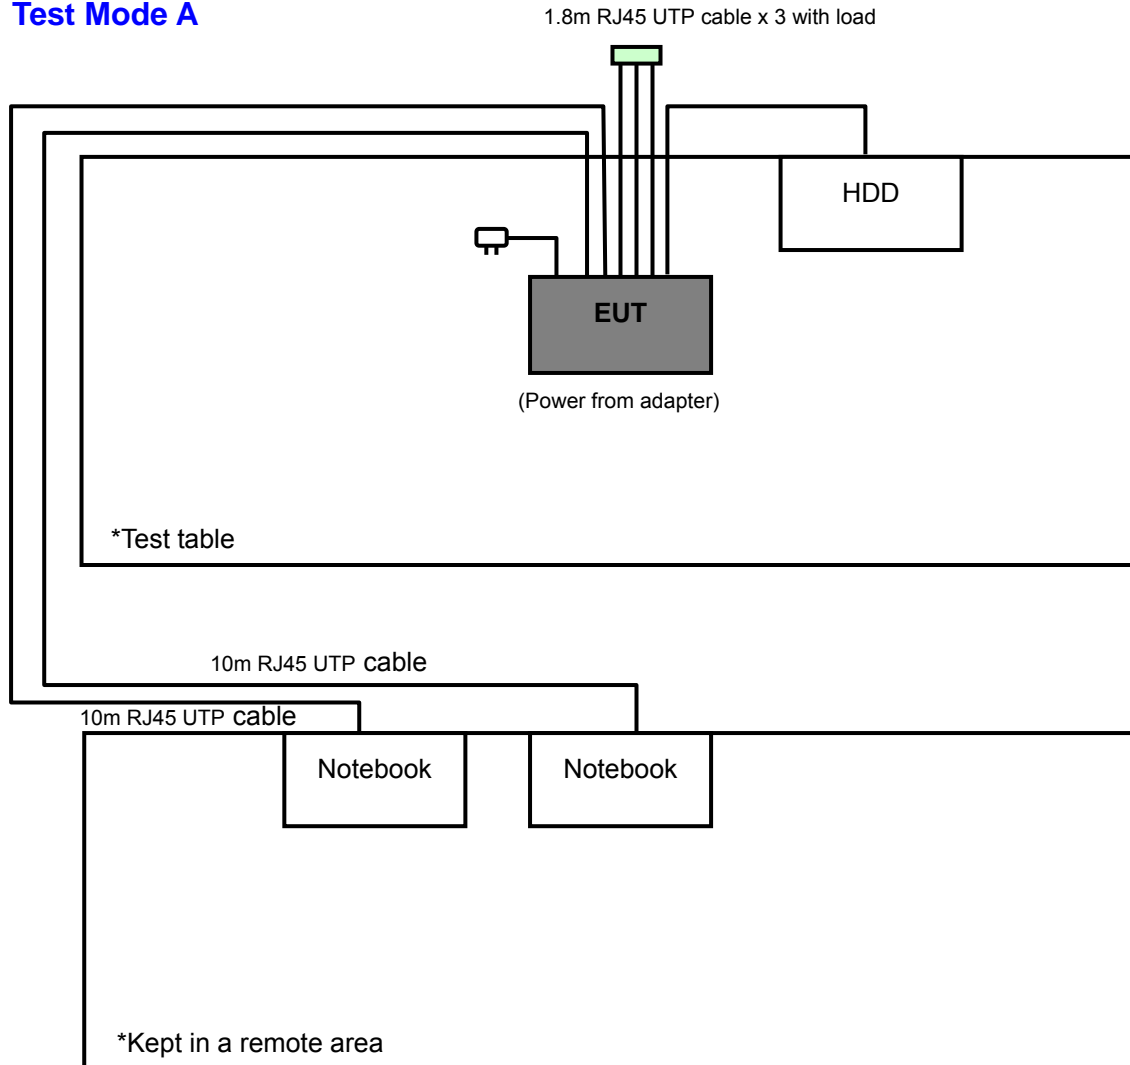 Test Mode A
1.8m RJ45 UTP cable x 3 with load
HDD
EUT
(Power from adapter)
*Test table
10m RJ45 UTP cable
10m RJ45 UTP cable
Notebook
Notebook
*Kept in a remote area